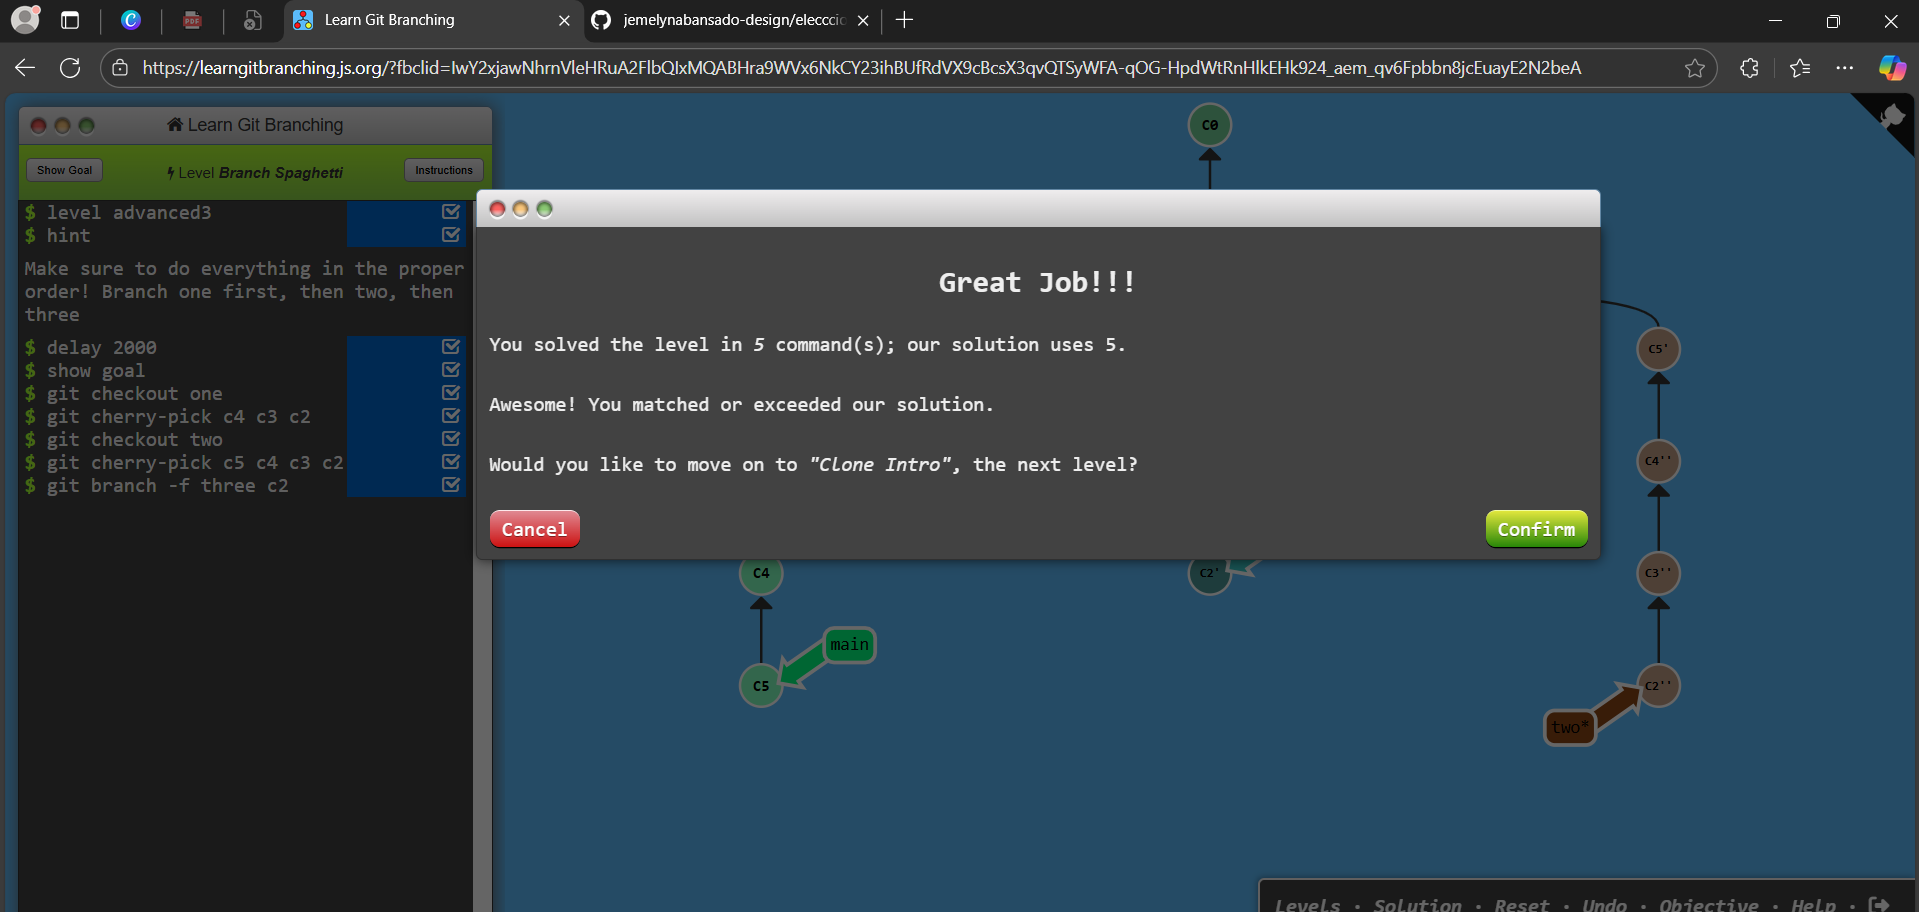 Learn Git Branching
jemelynabansado-design/eleccci
https://learngitbranching.js.org/?fbclid=IwY2xjawNhrnVleHRuA2FlbQIxMQABHra9WVx6NkCY23ihBUfRdVX9cBcsX3qvQTSyWFA-qOG-HpdWtRnHlkEHk924_aem_qv6Fpbbn8jcEuayE2N2beA
Learn Git Branching
Show Goal
Level Branch Spaghetti
Instructions
$ level advanced3
$ hint
Make sure to do everything in the proper
order! Branch one first, then two, then
three
$ delay 2000
$ show goal
$ git checkout one
$ git cherry-pick c4 c3 c2
$ git checkout two
$ git cherry-pick c5 c4 c3 c2
$ git branch -f three c2
C0
Great Job!!!
You solved the level in 5 command(s); our solution uses 5.
Awesome! You matched or exceeded our solution.
Would you like to move on to "Clone Intro", the next level?
Cancel
Confirm
C5'
C4''
C4
C2'
C3''
main
C5
C2''
two*
Levels · Solution · Reset · Undo · Objective · Help ·